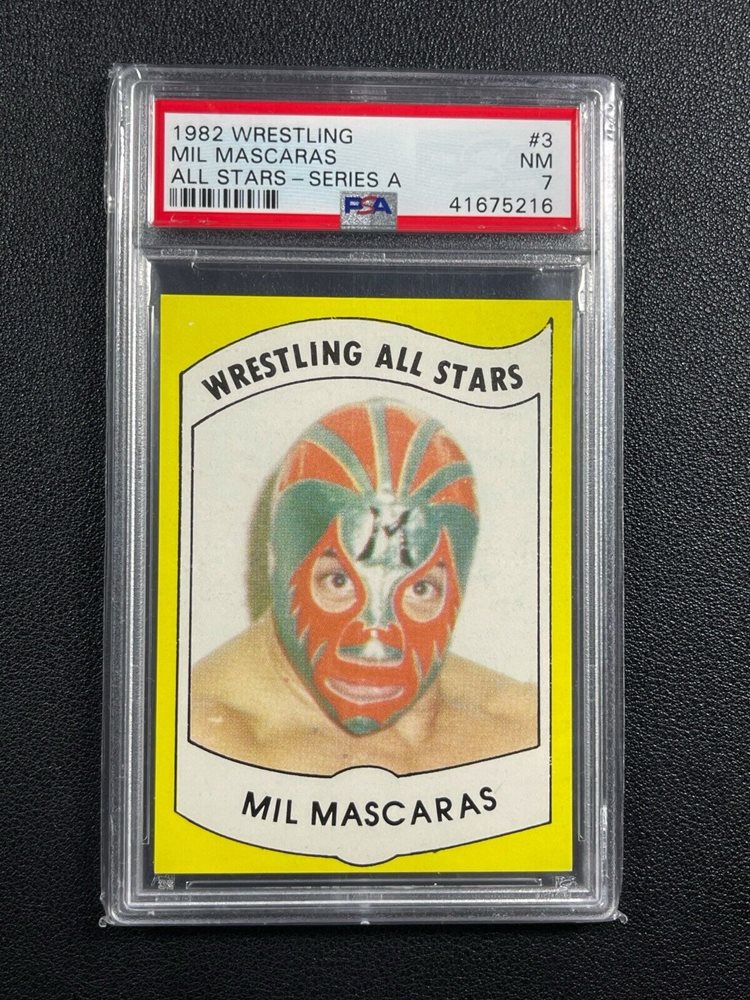 1982 WRESTLING #3
MIL MASCARAS NM
ALL STARS - SERIES A 7
PSA 41675216
WRESTLING ALL STARS
M
MIL MASCARAS